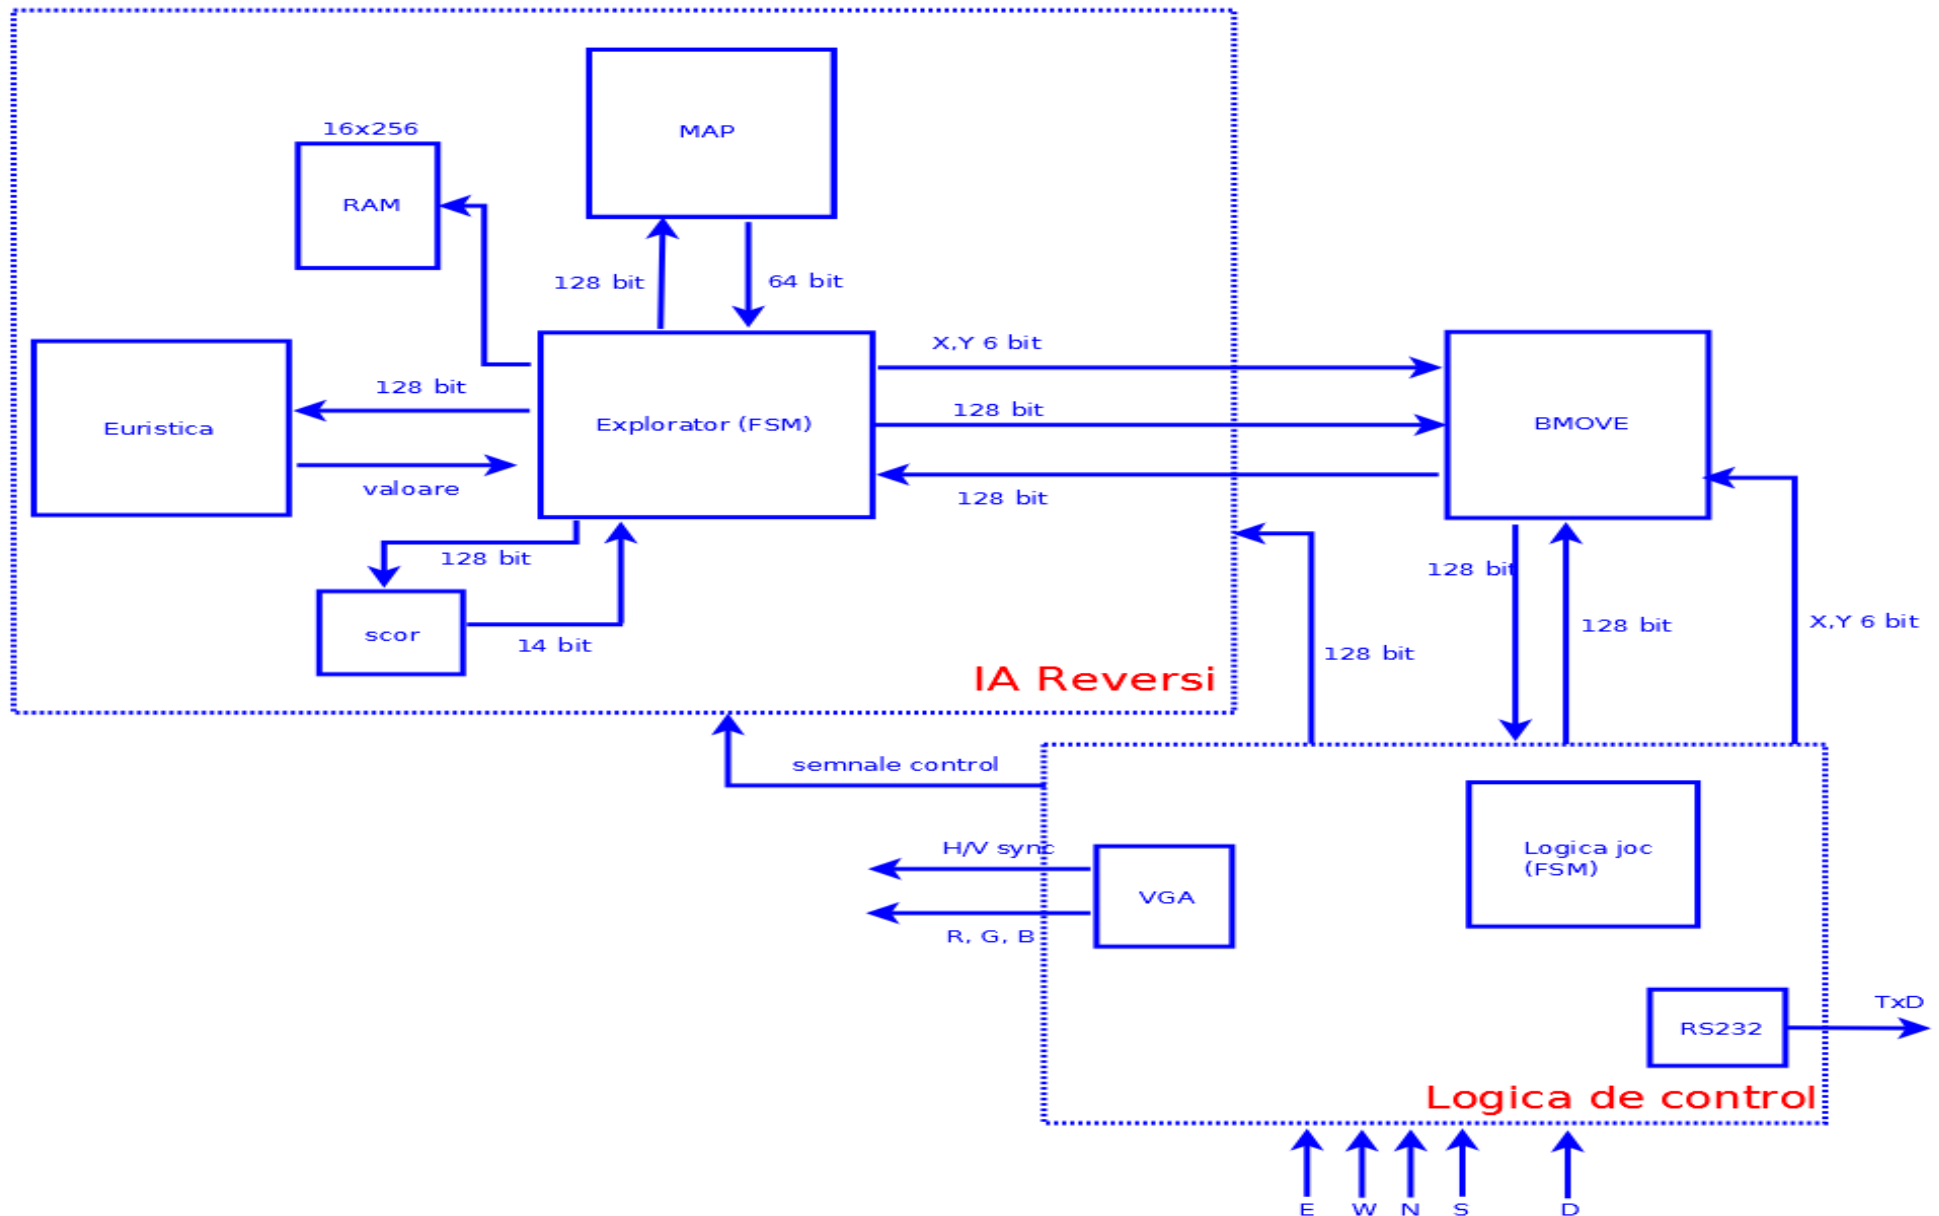 MAP
16x256
RAM
128 bit
64 bit
X,Y 6 bit
128 bit
128 bit
Euristica
Explorator (FSM)
BMOVE
valoare
128 bit
128 bit
128 bit
scor
14 bit
128 bit
X,Y 6 bit
128 bit
IA Reversi
semnale control
H/V sync
Logica joc
(FSM)
VGA
R, G, B
TxD
RS232
Logica de control
E W N S D